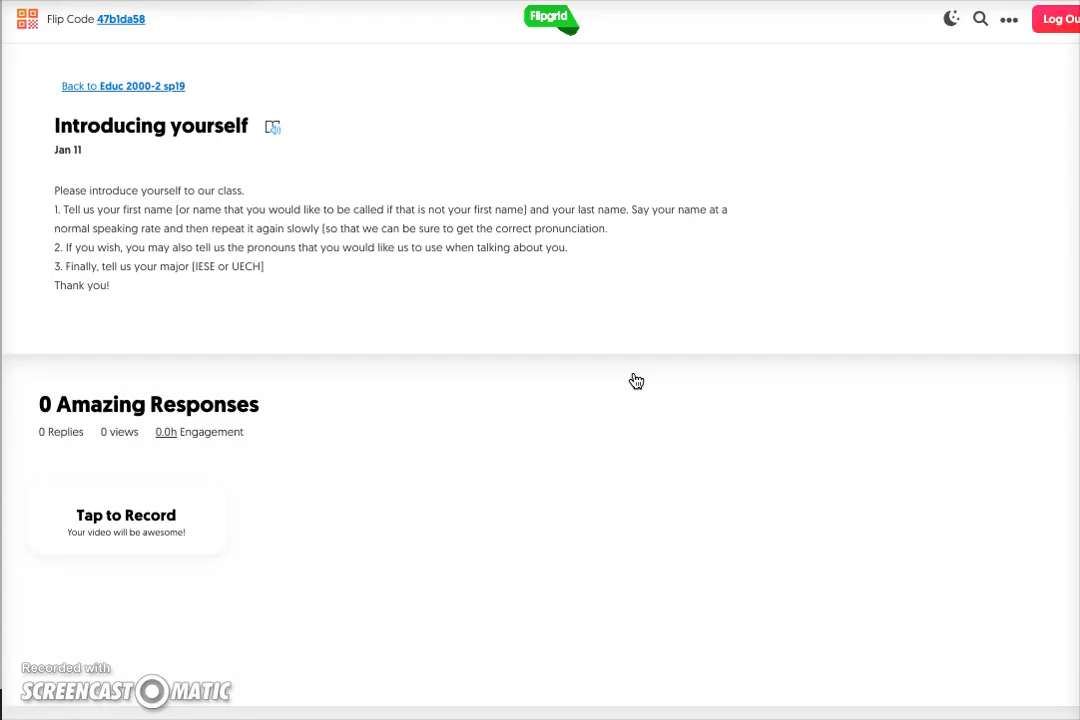 Flip Code 47b1da58
Flipgrid
Log Ou
Back to Educ 2000-2 sp19
Introducing yourself
Jan 11
Please introduce yourself to our class.
1. Tell us your first name (or name that you would like to be called if that is not your first name) and your last name. Say your name at a
normal speaking rate and then repeat it again slowly (so that we can be sure to get the correct pronunciation.
2. If you wish, you may also tell us the pronouns that you would like us to use when talking about you.
3. Finally, tell us your major [IESE or UECH]
Thank you!
0 Amazing Responses
0 Replies 0 views 0.0h Engagement
Tap to Record
Your video will be awesome!
Recorded with
SCREENCAST MATIC